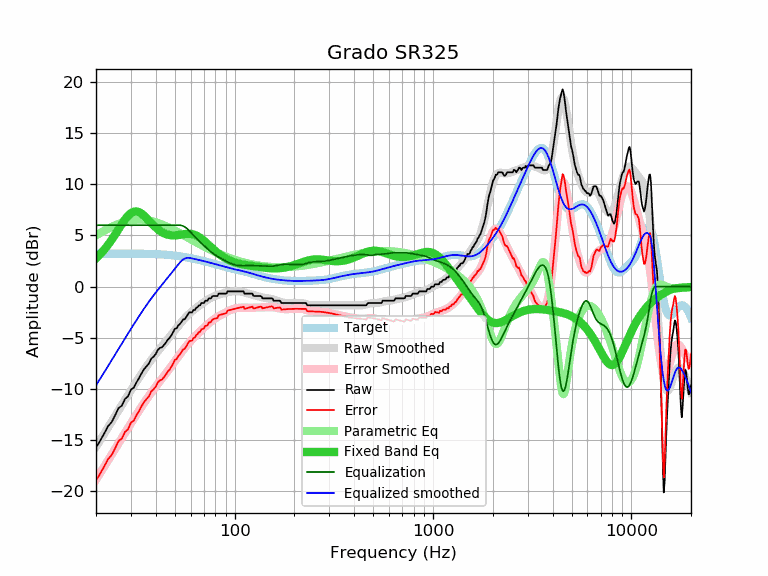 Grado SR325
Amplitude (dBr)
20
15
10
5
0
−5
−10
−15
−20
Target
Raw Smoothed
Error Smoothed
Raw
Error
Parametric Eq
Fixed Band Eq
Equalization
Equalized smoothed
100
1000
10000
Frequency (Hz)